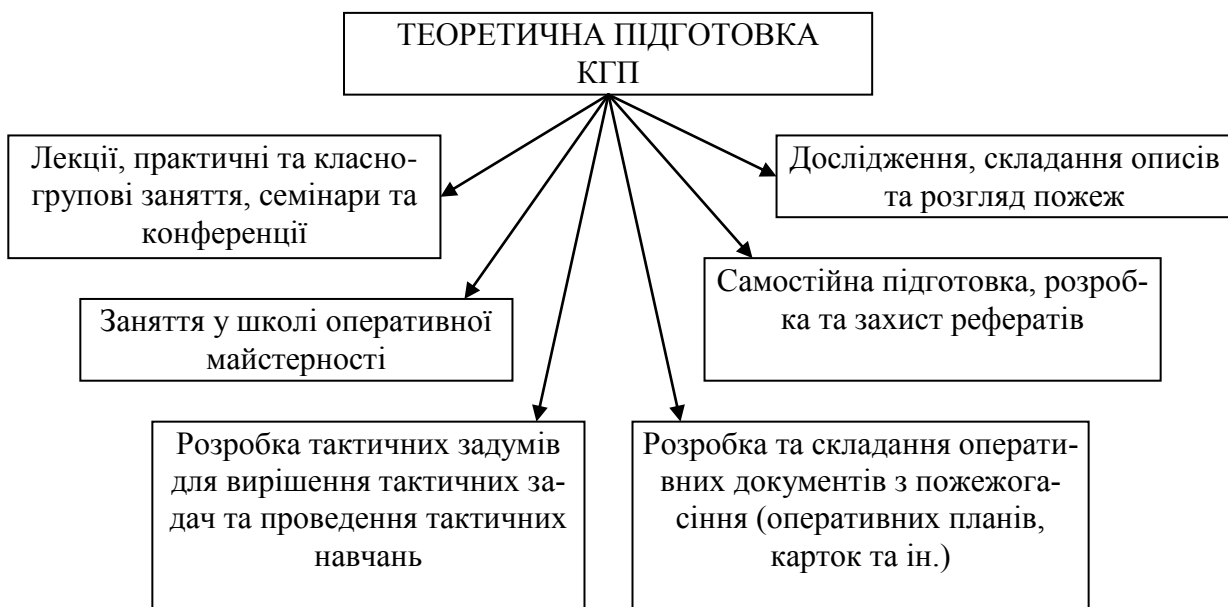 ТЕОРЕТИЧНА ПІДГОТОВКА
КГП
Лекції, практичні та класно-
групові заняття, семінари та
конференції
Дослідження, складання описів
та розгляд пожеж
Заняття у школі оперативної
майстерності
Самостійна підготовка, розроб-
ка та захист рефератів
Розробка тактичних задумів
для вирішення тактичних за-
дач та проведення тактичних
навчань
Розробка та складання операти-
вних документів з пожежога-
сіння (оперативних планів,
карток та ін.)